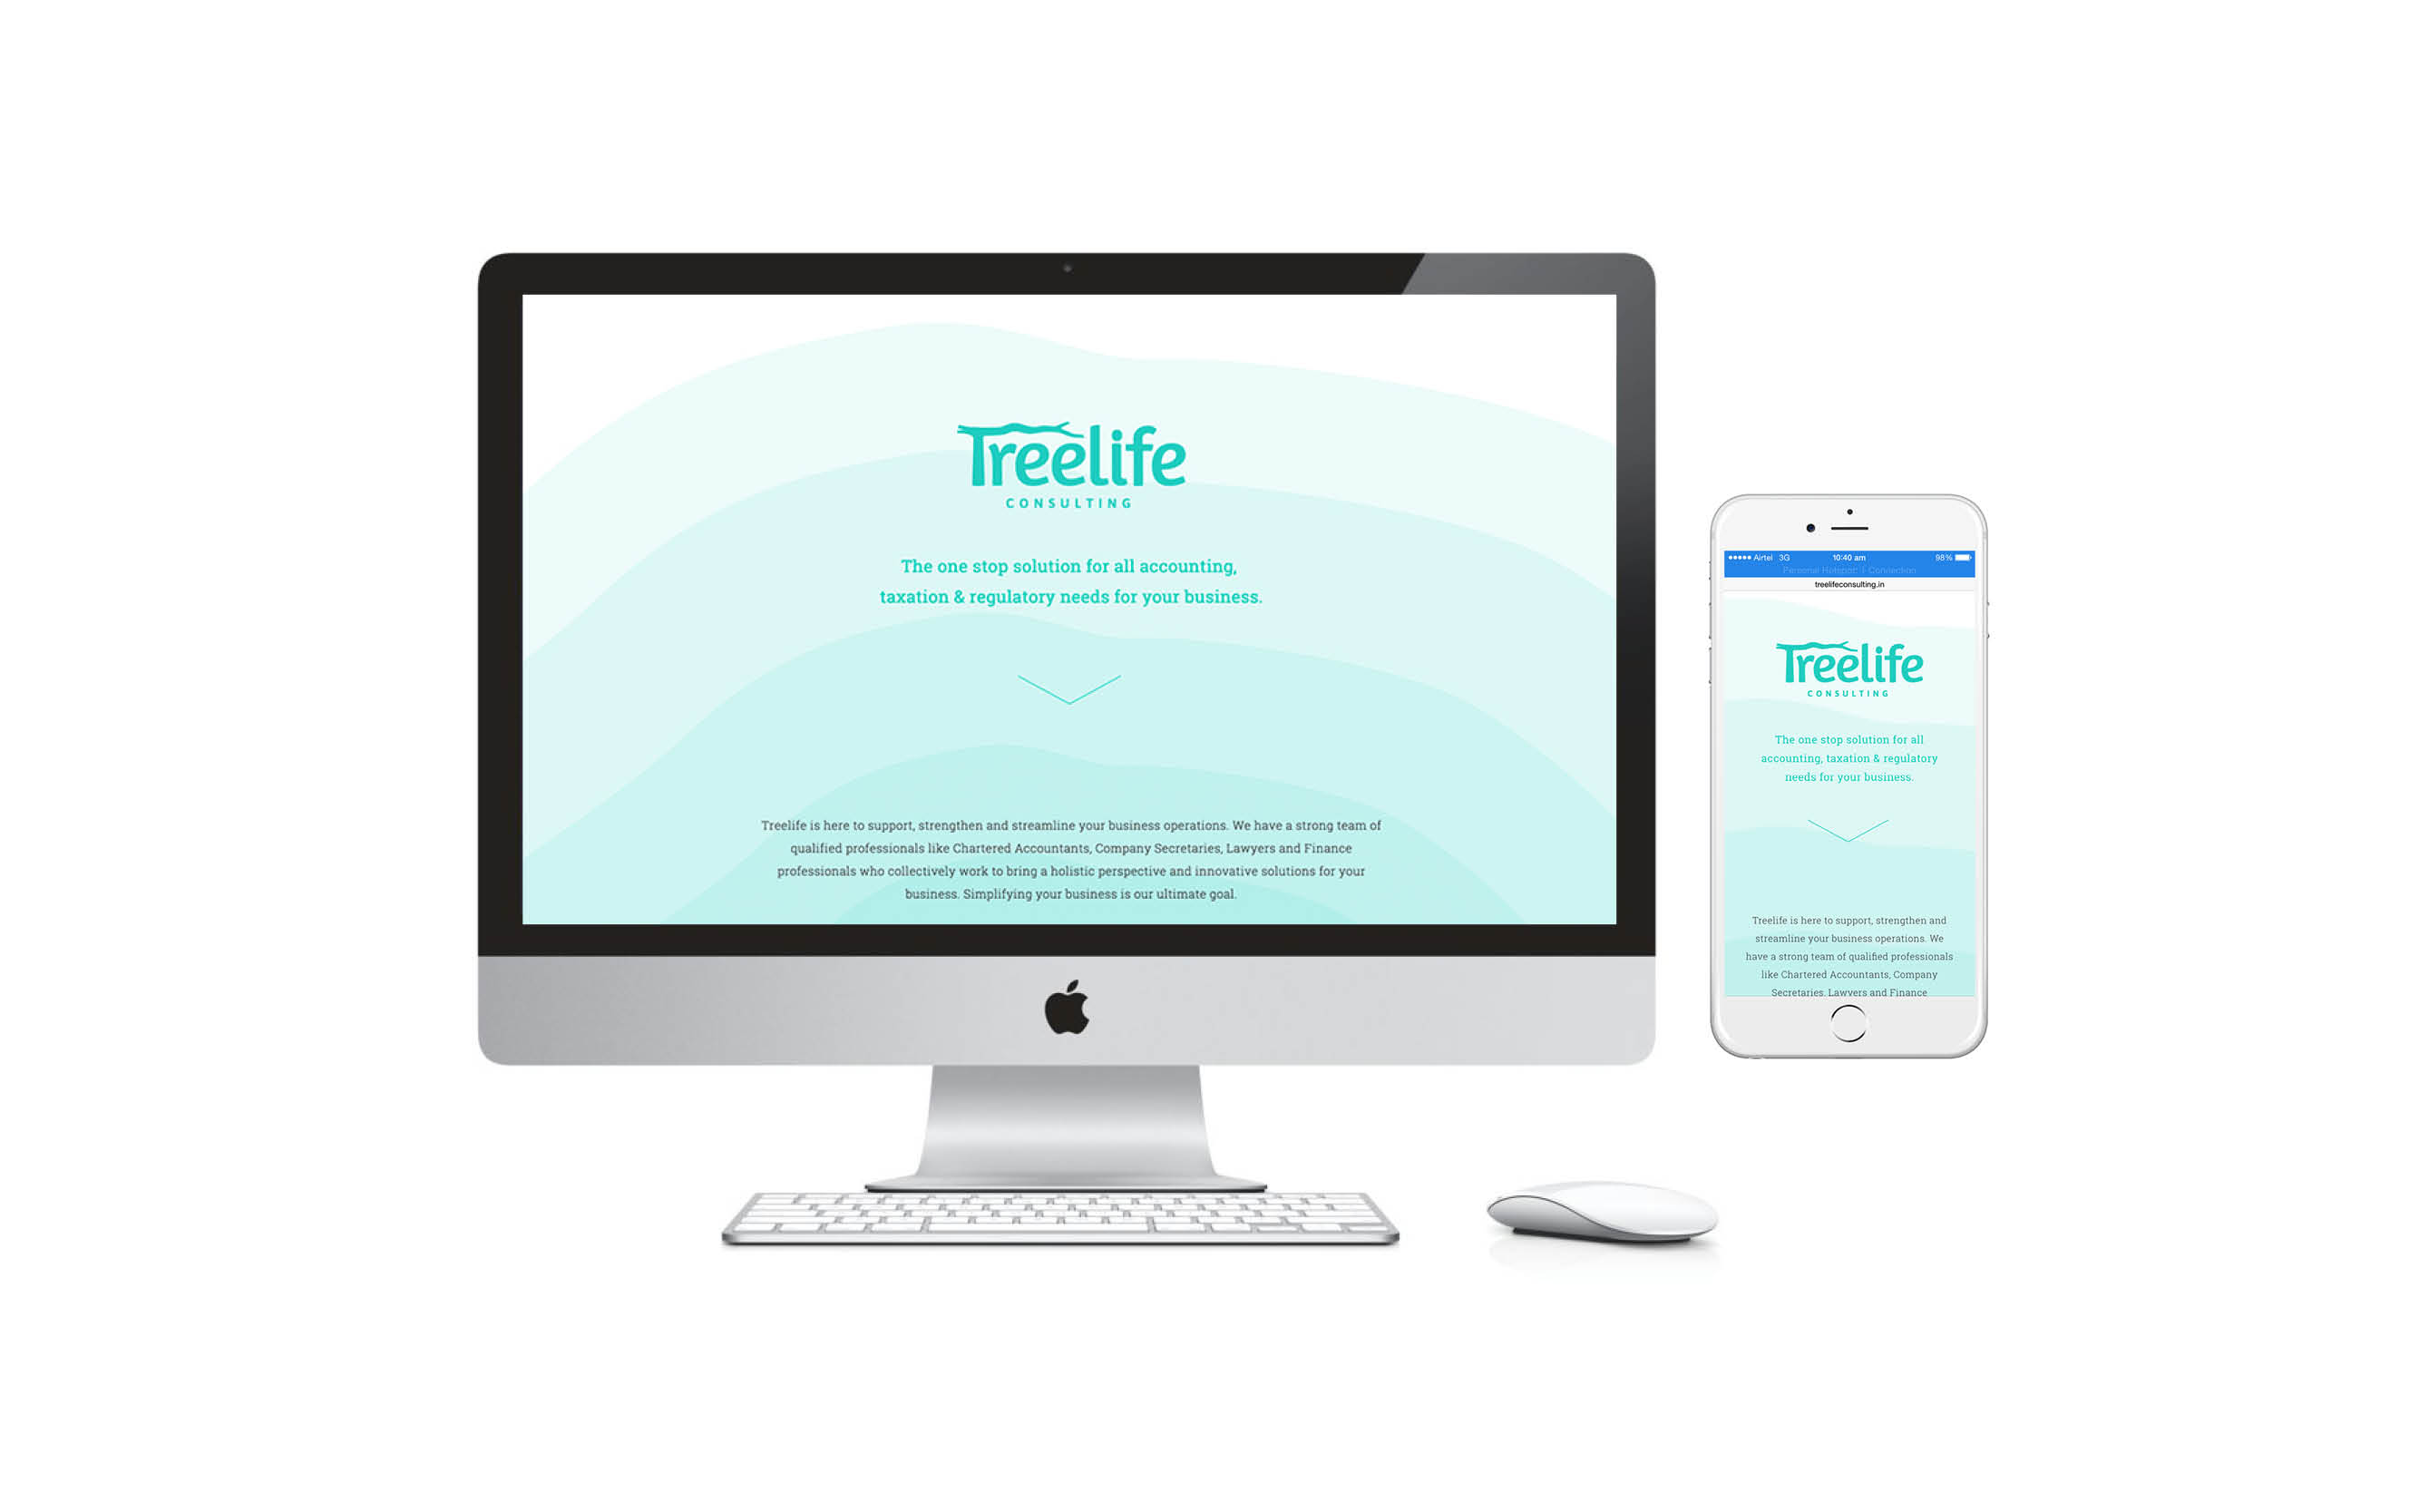 Treelife
CONSULTING
The one stop solution for all accounting,
taxation & regulatory needs for your business.
Treelife is here to support, strengthen and streamline your business operations. We have a strong team of
qualified professionals like Chartered Accountants, Company Secretaries, Lawyers and Finance
professionals who collectively work to bring a holistic perspective and innovative solutions for your
business. Simplifying your business is our ultimate goal.
Airtel 3G 10:40 am 98%
Personal Hotspot: 1 Connection
treelifeconsulting.in
Treelife
CONSULTING
The one stop solution for all
accounting, taxation & regulatory
needs for your business.
Treelife is here to support, strengthen and
streamline your business operations. We
have a strong team of qualified professionals
like Chartered Accountants, Company
Secretaries, Lawyers and Finance